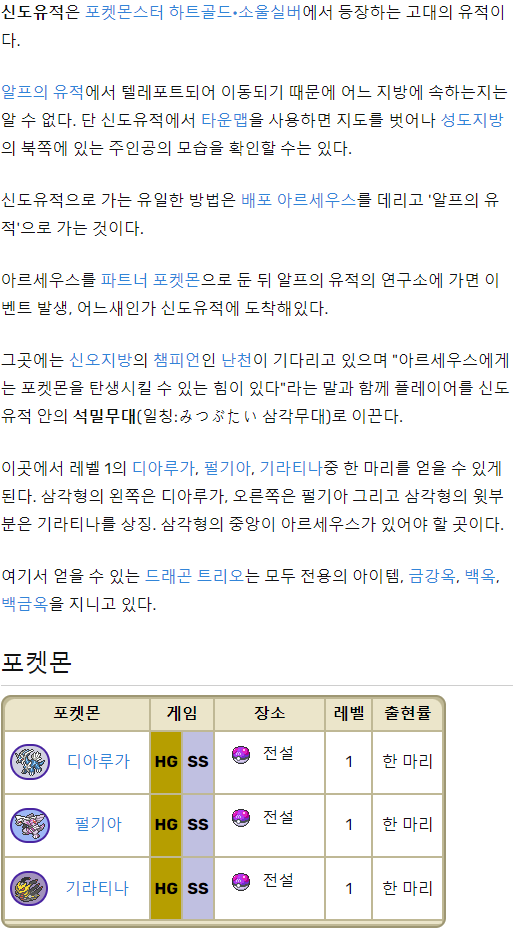 신도유적은 포켓몬스터 하트골드•소울실버에서 등장하는 고대의 유적이
다.
알프의 유적에서 텔레포트되어 이동되기 때문에 어느 지방에 속하는지는
알 수 없다. 단 신도유적에서 타운맵을 사용하면 지도를 벗어나 성도지방
의 북쪽에 있는 주인공의 모습을 확인할 수는 있다.
신도유적으로 가는 유일한 방법은 배포 아르세우스를 데리고 '알프의 유
적'으로 가는 것이다.
아르세우스를 파트너 포켓몬으로 둔 뒤 알프의 유적의 연구소에 가면 이
벤트 발생, 어느새인가 신도유적에 도착해있다.
그곳에는 신오지방의 챔피언인 난천이 기다리고 있으며 "아르세우스에게
는 포켓몬을 탄생시킬 수 있는 힘이 있다"라는 말과 함께 플레이어를 신도
유적 안의 석밀무대(일칭:みつぶたい 삼각무대)로 이끈다.
이곳에서 레벨 1의 디아루가, 펄기아, 기라티나중 한 마리를 얻을 수 있게
된다. 삼각형의 왼쪽은 디아루가, 오른쪽은 펄기아 그리고 삼각형의 윗부
분은 기라티나를 상징. 삼각형의 중앙이 아르세우스가 있어야 할 곳이다.
여기서 얻을 수 있는 드래곤 트리오는 모두 전용의 아이템, 금강옥, 백옥,
백금옥을 지니고 있다.
포켓몬
포켓몬 게임 장소 레벨 출현률
디아루가 HG SS 전설 1 한 마리
펄기아 HG SS 전설 1 한 마리
기라티나 HG SS 전설 1 한 마리